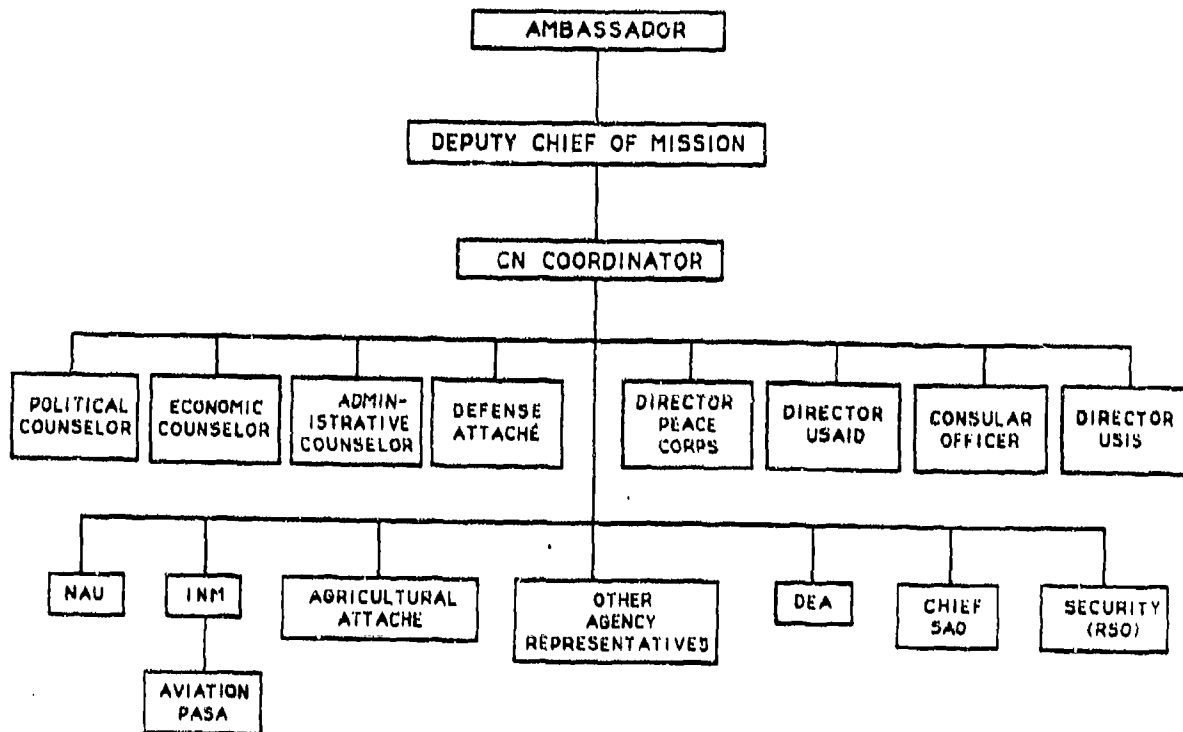 AMBASSADOR
DEPUTY CHIEF OF MISSION
CN COORDINATOR
POLITICAL
COUNSELOR
ECONOMIC
COUNSELOR
ADMIN-
ISTRATIVE
COUNSELOR
DEFENSE
ATTACHÉ
DIRECTOR
PEACE
CORPS
DIRECTOR
USAID
CONSULAR
OFFICER
DIRECTOR
USIS
NAU
INM
AGRICULTURAL
ATTACHE
OTHER
AGENCY
REPRESENTATIVES
DEA
CHIEF
SAO
SECURITY
(RSO)
AVIATION
PASA